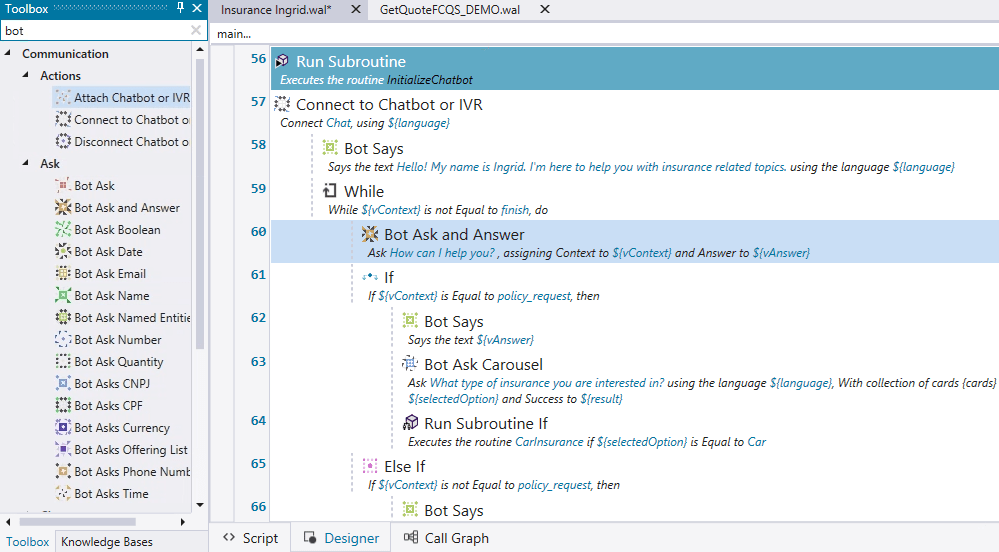 Toolbox
bot
Communication
Actions
Attach Chatbot or IVR
Connect to Chatbot o
Disconnect Chatbot o
Ask
Bot Ask
Bot Ask and Answer
Bot Ask Boolean
Bot Ask Date
Bot Ask Email
Bot Ask Name
Bot Ask Named Entitie
Bot Ask Number
Bot Ask Quantity
Bot Asks CNPJ
Bot Asks CPF
Bot Asks Currency
Bot Asks Offering List
Bot Asks Phone Numb
Bot Asks Time
Toolbox Knowledge Bases
Insurance Ingrid.wal* GetQuoteFCQS_DEMO.wal
main...
56 Run Subroutine
Executes the routine InitializeChatbot
57 Connect to Chatbot or IVR
Connect Chat, using ${language}
58 Bot Says
Says the text Hello! My name is Ingrid. I'm here to help you with insurance related topics. using the language ${language}
59 While
While ${vContext} is not Equal to finish, do
60 Bot Ask and Answer
Ask How can I help you? , assigning Context to ${vContext} and Answer to ${vAnswer}
61 If
If ${vContext} is Equal to policy_request, then
62 Bot Says
Says the text ${vAnswer}
63 Bot Ask Carousel
Ask What type of insurance you are interested in? using the language ${language}, With collection of cards {cards}
${selectedOption} and Success to ${result}
64 Run Subroutine If
Executes the routine CarInsurance if ${selectedOption} is Equal to Car
65 Else If
If ${vContext} is not Equal to policy_request, then
66 Bot Says
Script Designer Call Graph